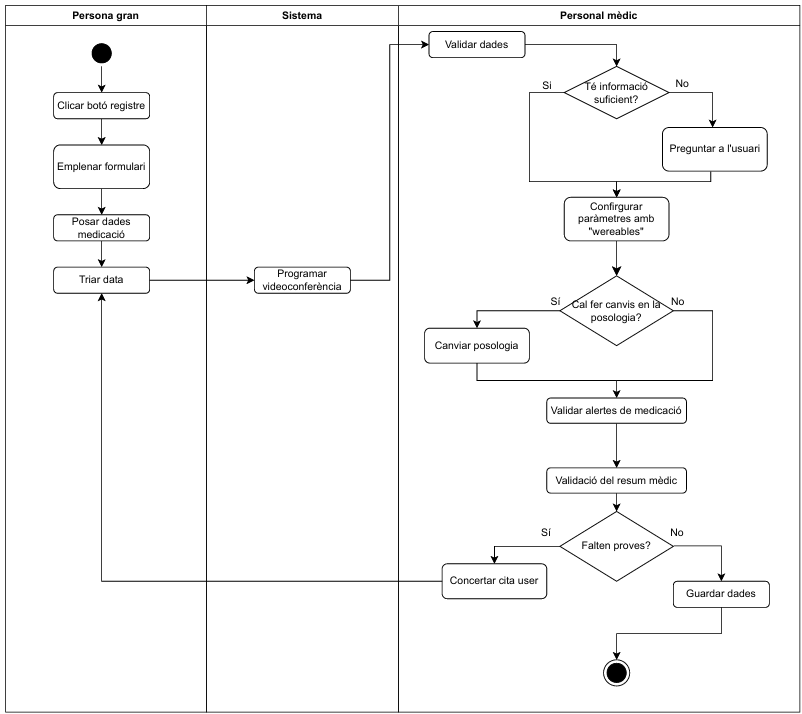 Persona gran
Sistema
Personal mèdic
Clicar botó registre
Emplenar formulari
Posar dades
medicació
Triar data
Programar
videoconferència
Validar dades
Té informació
suficient?
Si
No
Preguntar a l'usuari
Confirgurar
paràmetres amb
"wereables"
Cal fer canvis en la
posologia?
Sí
No
Canviar posologia
Validar alertes de medicació
Validació del resum mèdic
Falten proves?
Sí
No
Concertar cita user
Guardar dades